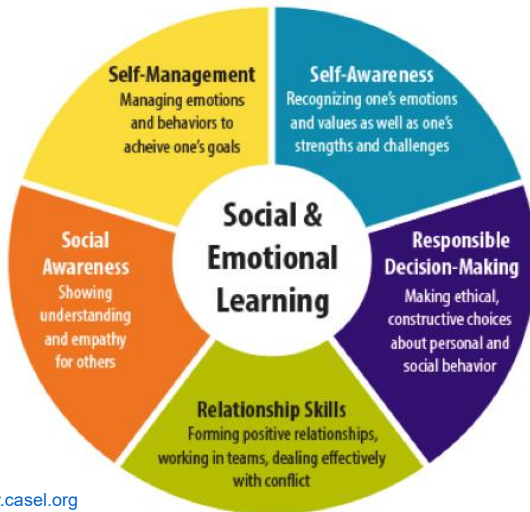 Self-Management
Managing emotions
and behaviors to
acheive one's goals
Self-Awareness
Recognizing one's emotions
and values as well as one's
strengths and challenges
Social &
Emotional
Learning
Social
Awareness
Showing
understanding
and empathy
for others
Responsible
Decision-Making
Making ethical,
constructive choices
about personal and
social behavior
Relationship Skills
Forming positive relationships,
working in teams, dealing effectively
with conflict
.casel.org